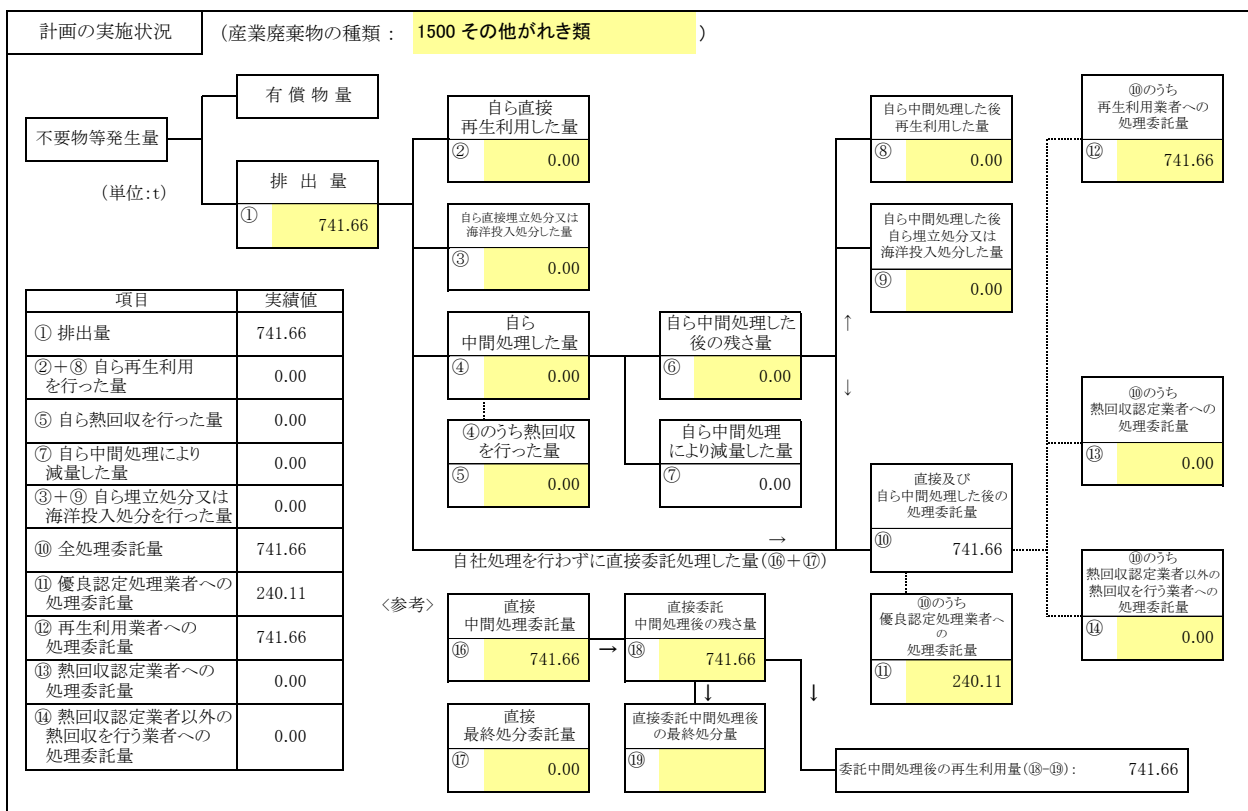 計画の実施状況
(産業廃棄物の種類： 1500 その他がれき類 )
不要物等発生量
(単位:t)
有 償 物 量
排 出 量
① 741.66
自ら直接
再生利用した量
② 0.00
自ら直接埋立処分又は
海洋投入処分した量
③ 0.00
自ら
中間処理した量
④ 0.00
④のうち熱回収
を行った量
⑤ 0.00
自ら中間処理した
後の残さ量
⑥ 0.00
自ら中間処理
により減量した量
⑦ 0.00
自ら中間処理した後
再生利用した量
⑧ 0.00
自ら中間処理した後
自ら埋立処分又は
海洋投入処分した量
⑨ 0.00
↑
↓
直接及び
自ら中間処理した後の
処理委託量
⑩ 741.66
⑩のうち
優良認定処理業者へ
の
処理委託量
⑪ 240.11
⑩のうち
再生利用業者への
処理委託量
⑫ 741.66
⑩のうち
熱回収認定業者への
処理委託量
⑬ 0.00
⑩のうち
熱回収認定業者以外の
熱回収を行う業者への
処理委託量
⑭ 0.00
→
自社処理を行わずに直接委託処理した量(⑯＋⑰)
<参考>
直接
中間処理委託量
⑯ 741.66
→
直接委託
中間処理後の残さ量
⑱ 741.66
↓
↓
直接
最終処分委託量
⑰ 0.00
直接委託中間処理後
の最終処分量
⑲
委託中間処理後の再生利用量(⑱-⑲)： 741.66
項目 実績値
① 排出量 741.66
②＋⑧ 自ら再生利用
を行った量 0.00
⑤ 自ら熱回収を行った量 0.00
⑦ 自ら中間処理により
減量した量 0.00
③＋⑨ 自ら埋立処分又は
海洋投入処分を行った量 0.00
⑩ 全処理委託量 741.66
⑪ 優良認定処理業者への
処理委託量 240.11
⑫ 再生利用業者への
処理委託量 741.66
⑬ 熱回収認定業者への
処理委託量 0.00
⑭ 熱回収認定業者以外の
熱回収を行う業者への
処理委託量 0.00